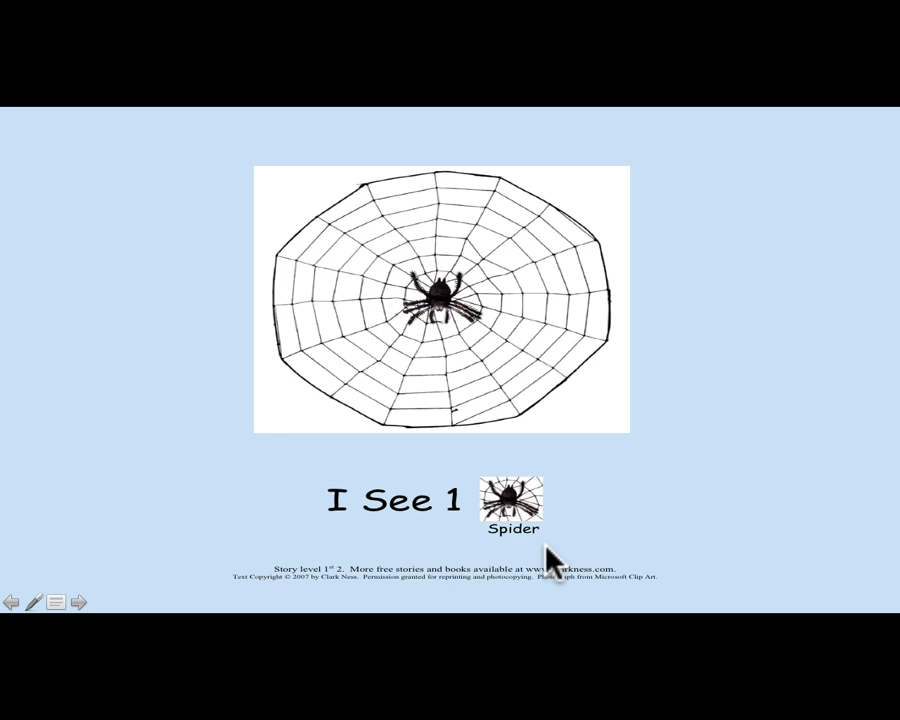 I See 1
Spider
Story level 1st 2. More free stories and books available at
Text Copyright © 2007 by Clark Ness. Permission granted for reprinting and photocopying. from Microsoft Clip Art.